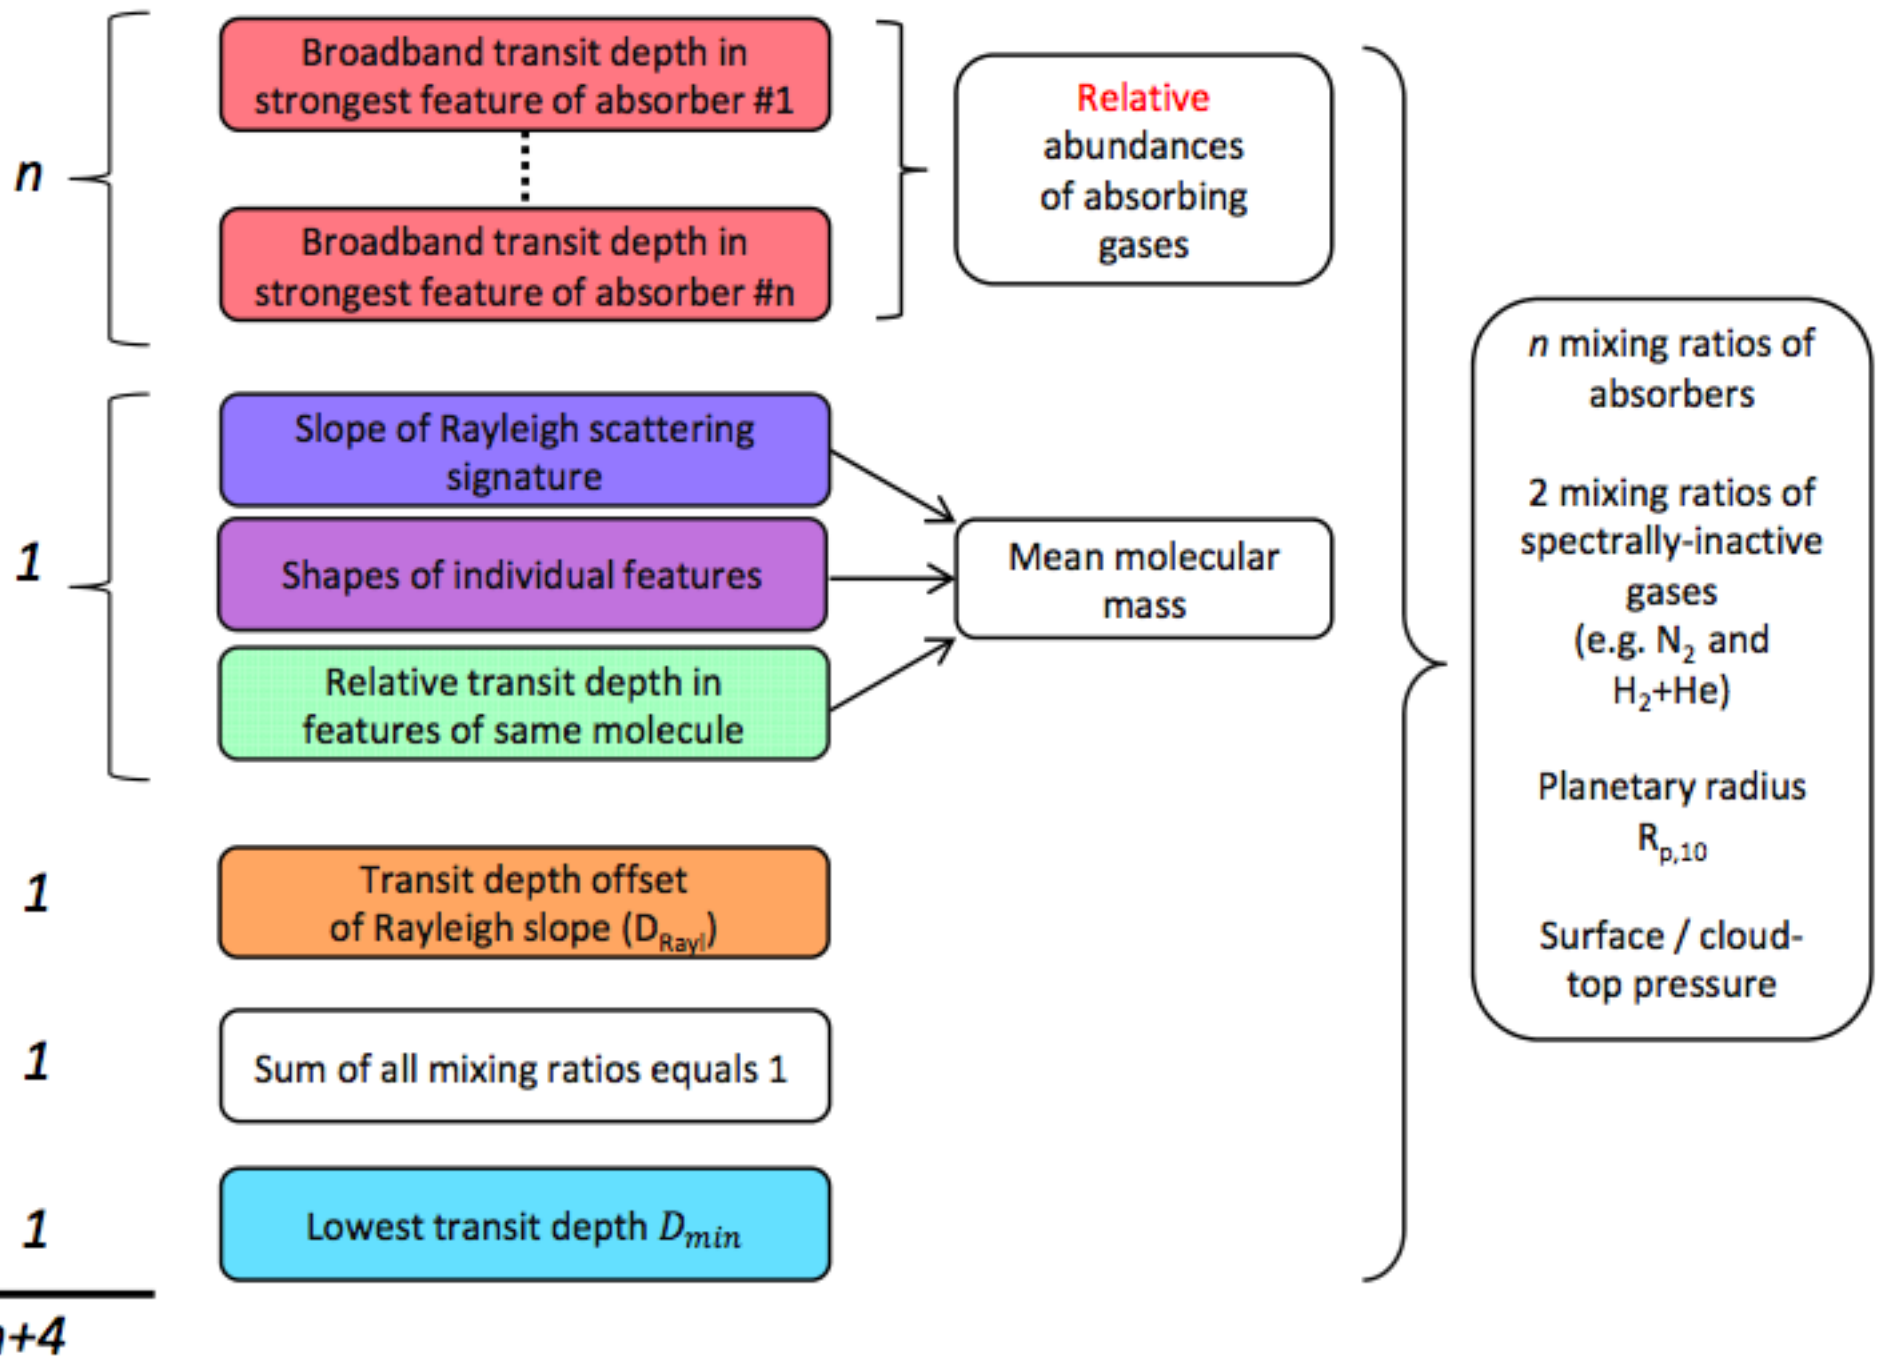 n
Broadband transit depth in
strongest feature of absorber #1
Broadband transit depth in
strongest feature of absorber #n
Relative
abundances
of absorbing
gases
1
Slope of Rayleigh scattering
signature
Shapes of individual features
Relative transit depth in
features of same molecule
Mean molecular
mass
1
Transit depth offset
of Rayleigh slope (D_Rayl)
1
Sum of all mixing ratios equals 1
1
Lowest transit depth D_min
n+4
n mixing ratios of
absorbers
2 mixing ratios of
spectrally-inactive
gases
(e.g. N₂ and
H₂+He)
Planetary radius
R_p,10
Surface / cloud-
top pressure